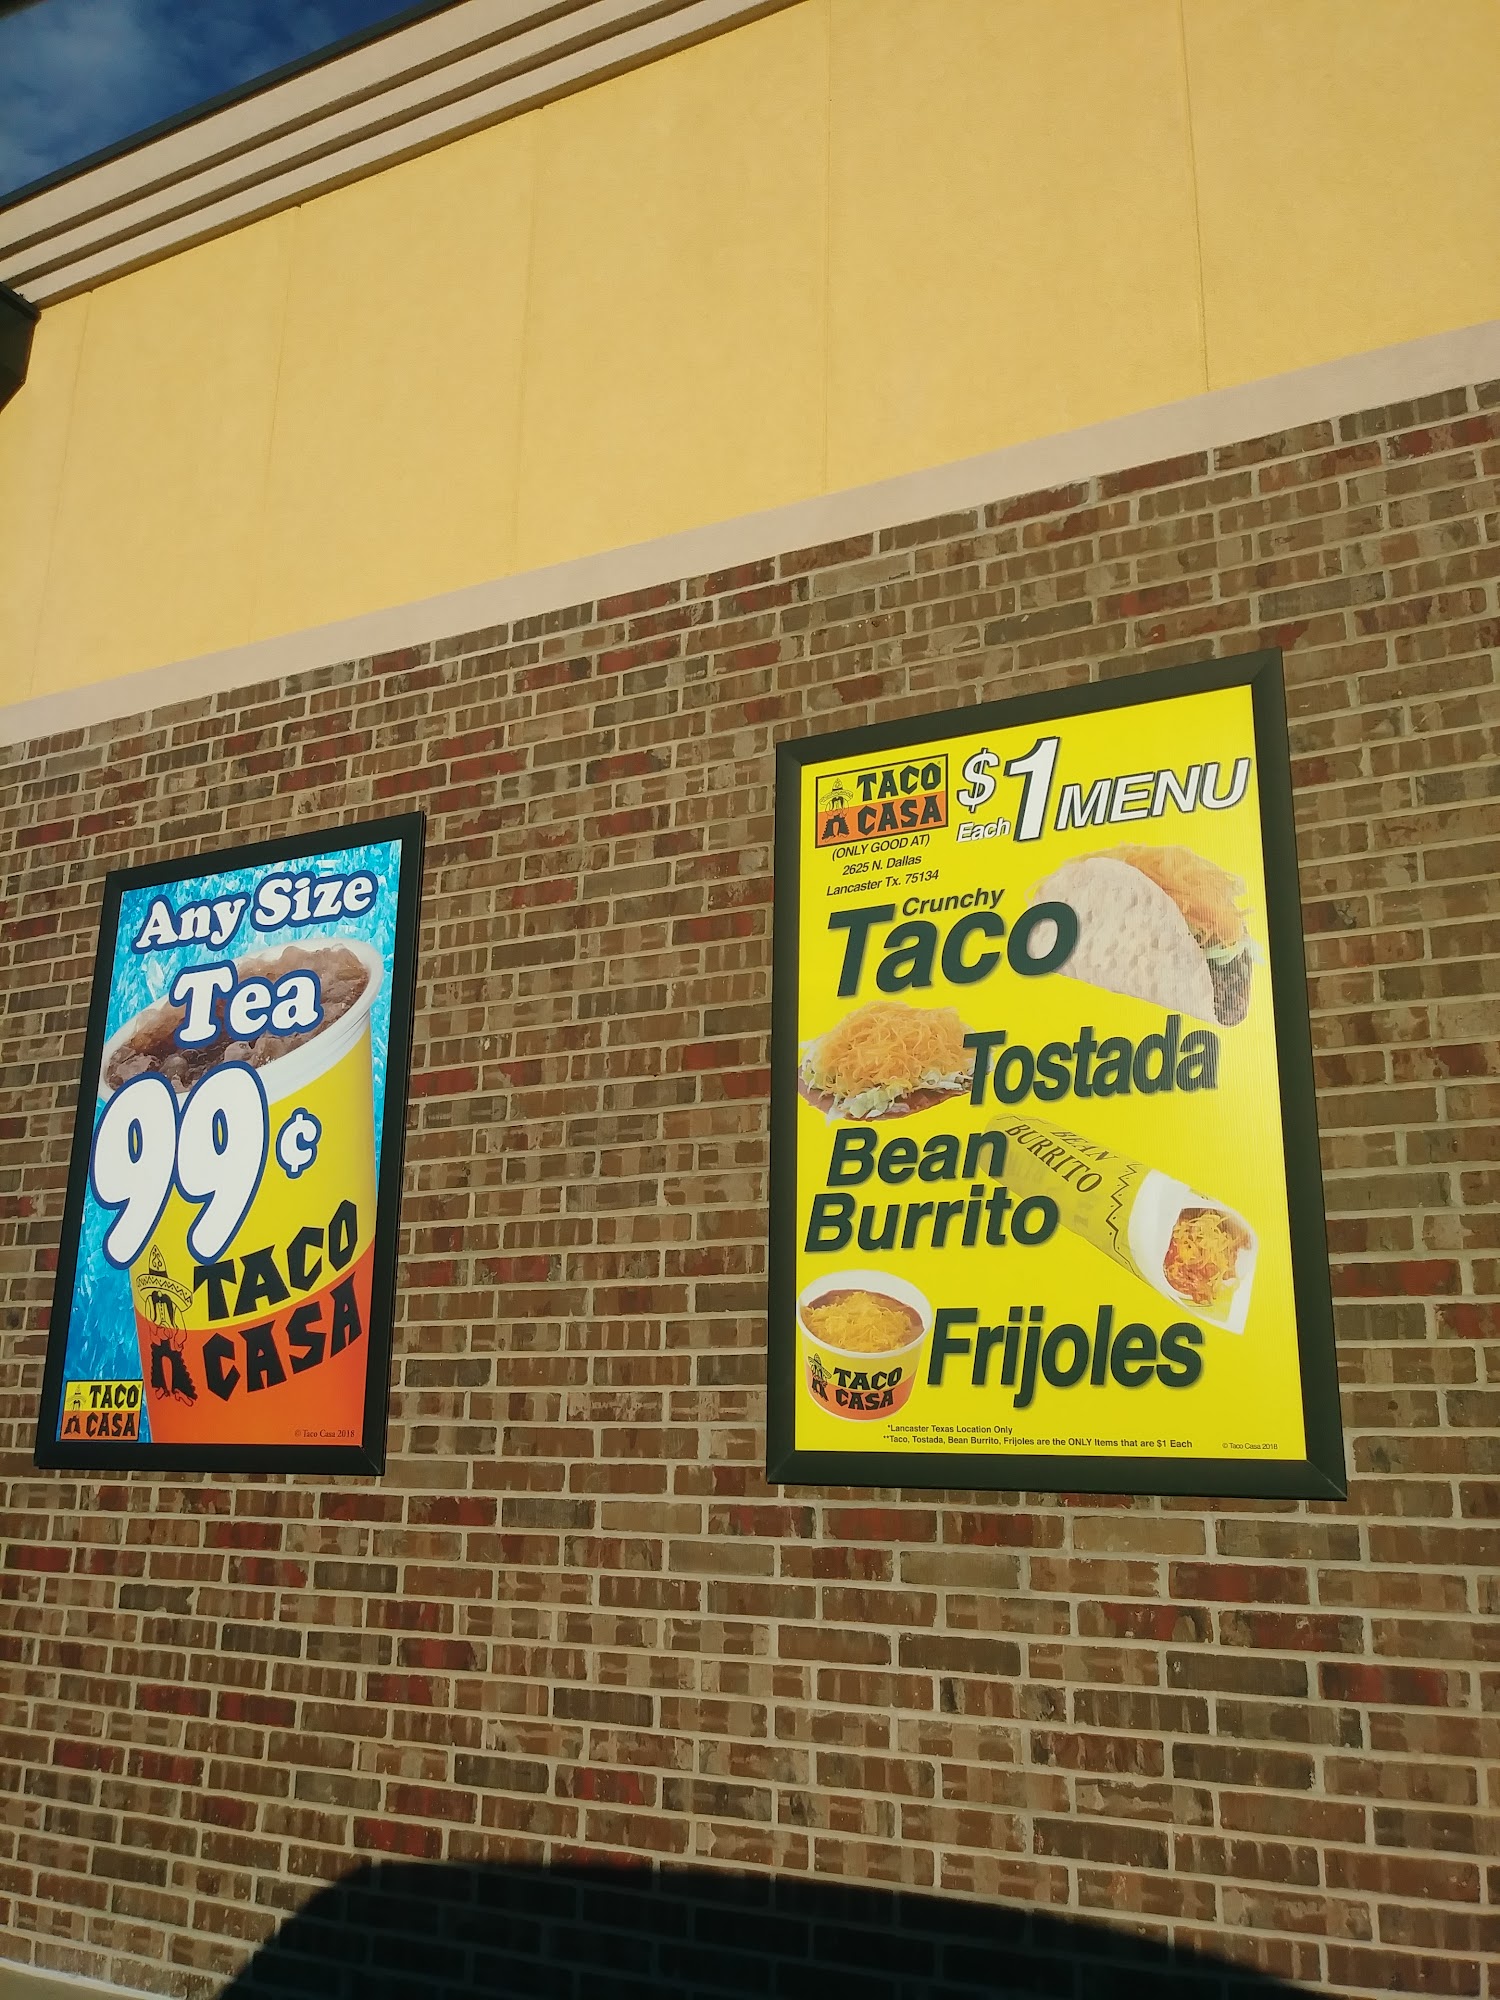 Any Size
Tea
99¢
TACO
CASA
TACO
CASA
© Taco Casa 2018
TACO
CASA
$1 MENU
Each
(ONLY GOOD AT)
2625 N. Dallas
Lancaster Tx. 75134
Crunchy
Taco
Tostada
Bean
Burrito
BEAN
BURRITO
Frijoles
TACO
CASA
*Lancaster Texas Location Only
**Taco, Tostada, Bean Burrito, Frijoles are the ONLY Items that are $1 Each
© Taco Casa 2018